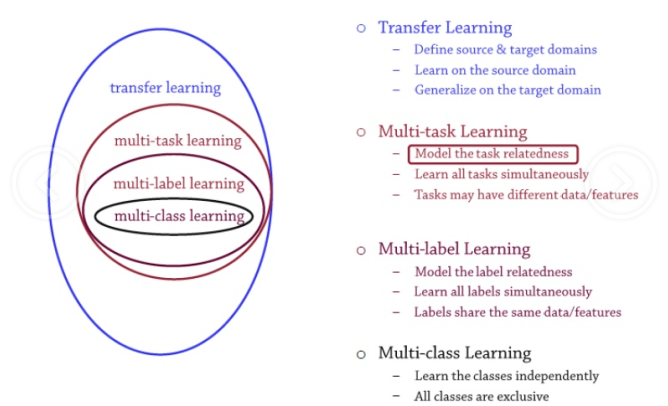 transfer learning
multi-task learning
multi-label learning
multi-class learning
○ Transfer Learning
– Define source & target domains
– Learn on the source domain
– Generalize on the target domain
○ Multi-task Learning
– Model the task relatedness
– Learn all tasks simultaneously
– Tasks may have different data/features
○ Multi-label Learning
– Model the label relatedness
– Learn all labels simultaneously
– Labels share the same data/features
○ Multi-class Learning
– Learn the classes independently
– All classes are exclusive